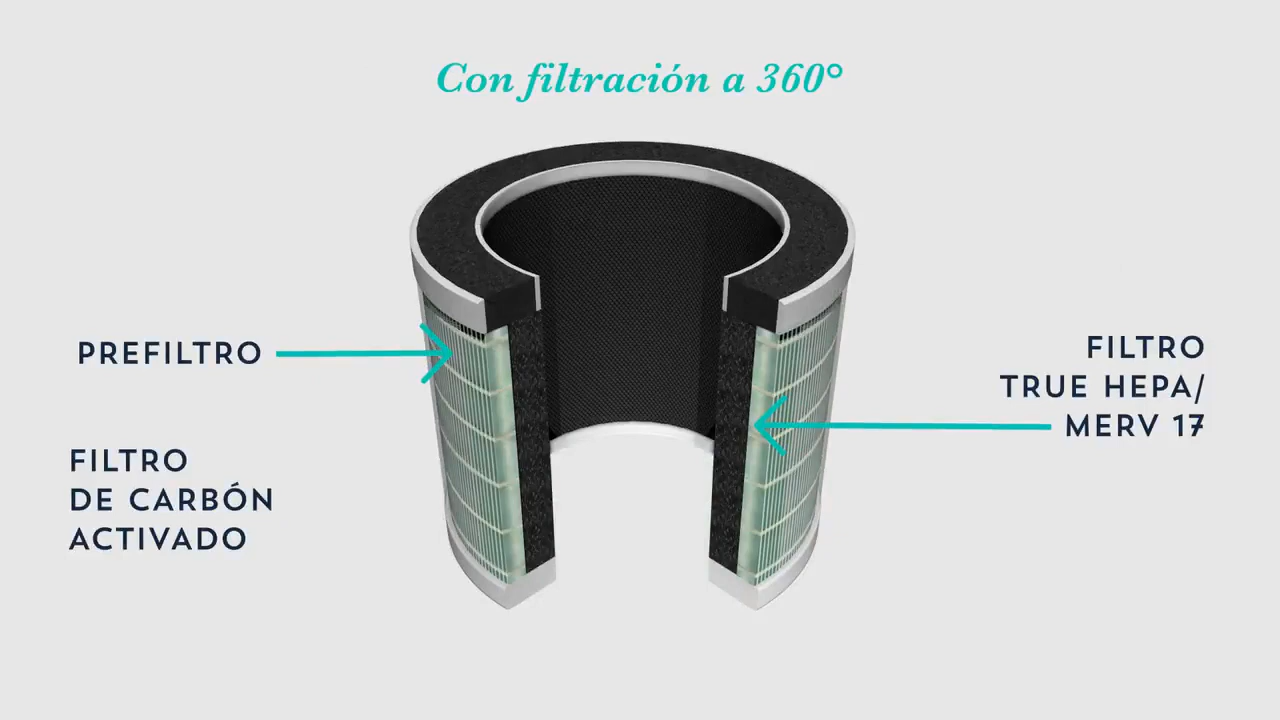 Con filtración a 360°
PREFILTRO
FILTRO
DE CARBÓN
ACTIVADO
FILTRO
TRUE HEPA/
MERV 17